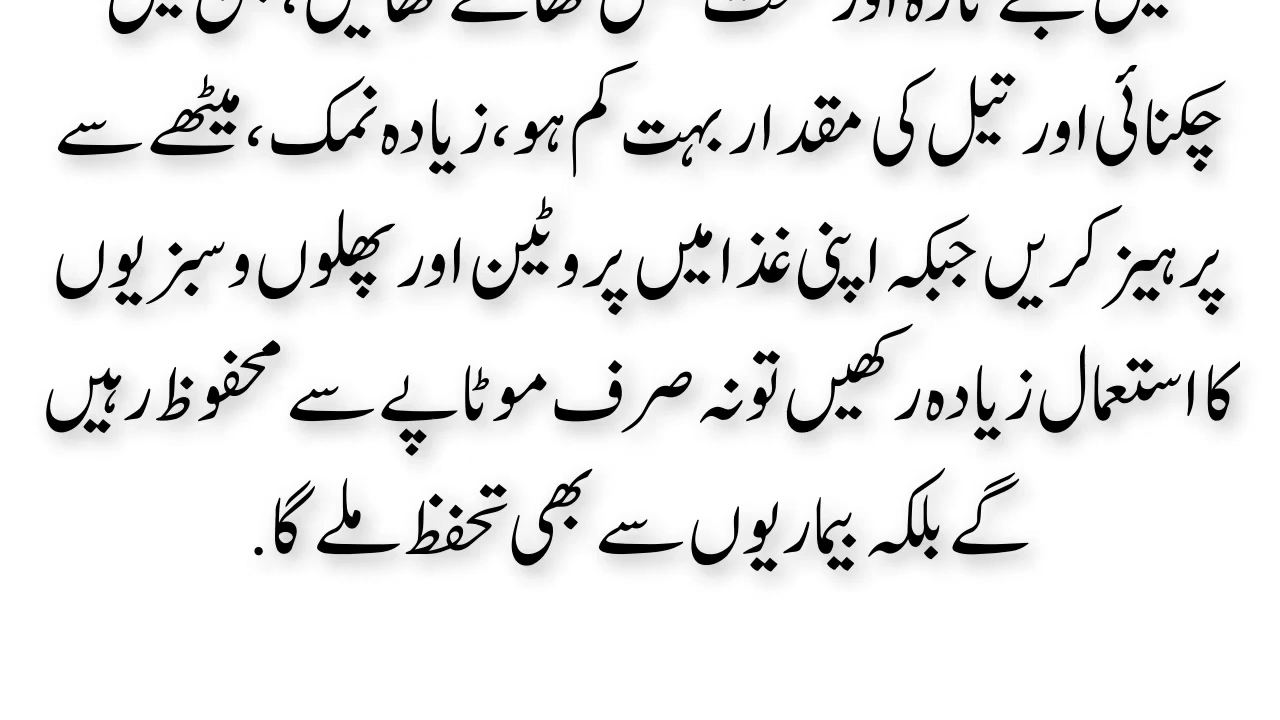 چکنائی اور تیل کی مقدار بہت کم ہو، زیادہ نمک، میٹھے سے
پرہیز کریں جبکہ اپنی غذا میں پروٹین اور پھلوں و سبزیوں
کا استعمال زیادہ رکھیں تو نہ صرف موٹاپے سے محفوظ رہیں
گے بلکہ بیماریوں سے بھی تحفظ ملے گا.